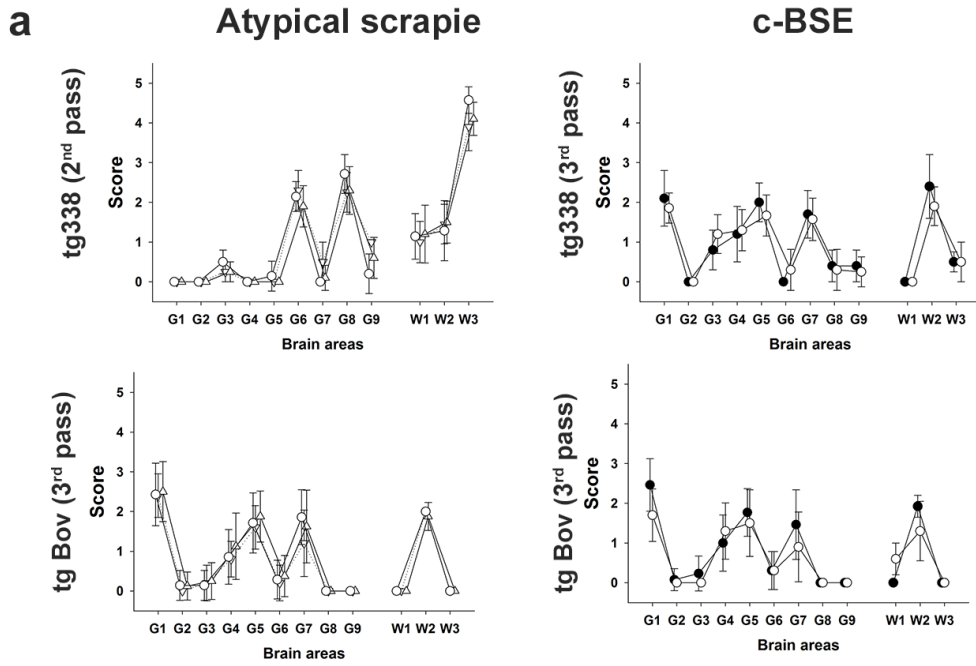 a
Atypical scrapie
c-BSE
tg338 (2nd pass)
Score
5
4
3
2
1
0
G1 G2 G3 G4 G5 G6 G7 G8 G9 W1 W2 W3
Brain areas
tg338 (3rd pass)
Score
5
4
3
2
1
0
G1 G2 G3 G4 G5 G6 G7 G8 G9 W1 W2 W3
Brain areas
tg Bov (3rd pass)
Score
5
4
3
2
1
0
G1 G2 G3 G4 G5 G6 G7 G8 G9 W1 W2 W3
Brain areas
tg Bov (3rd pass)
Score
5
4
3
2
1
0
G1 G2 G3 G4 G5 G6 G7 G8 G9 W1 W2 W3
Brain areas